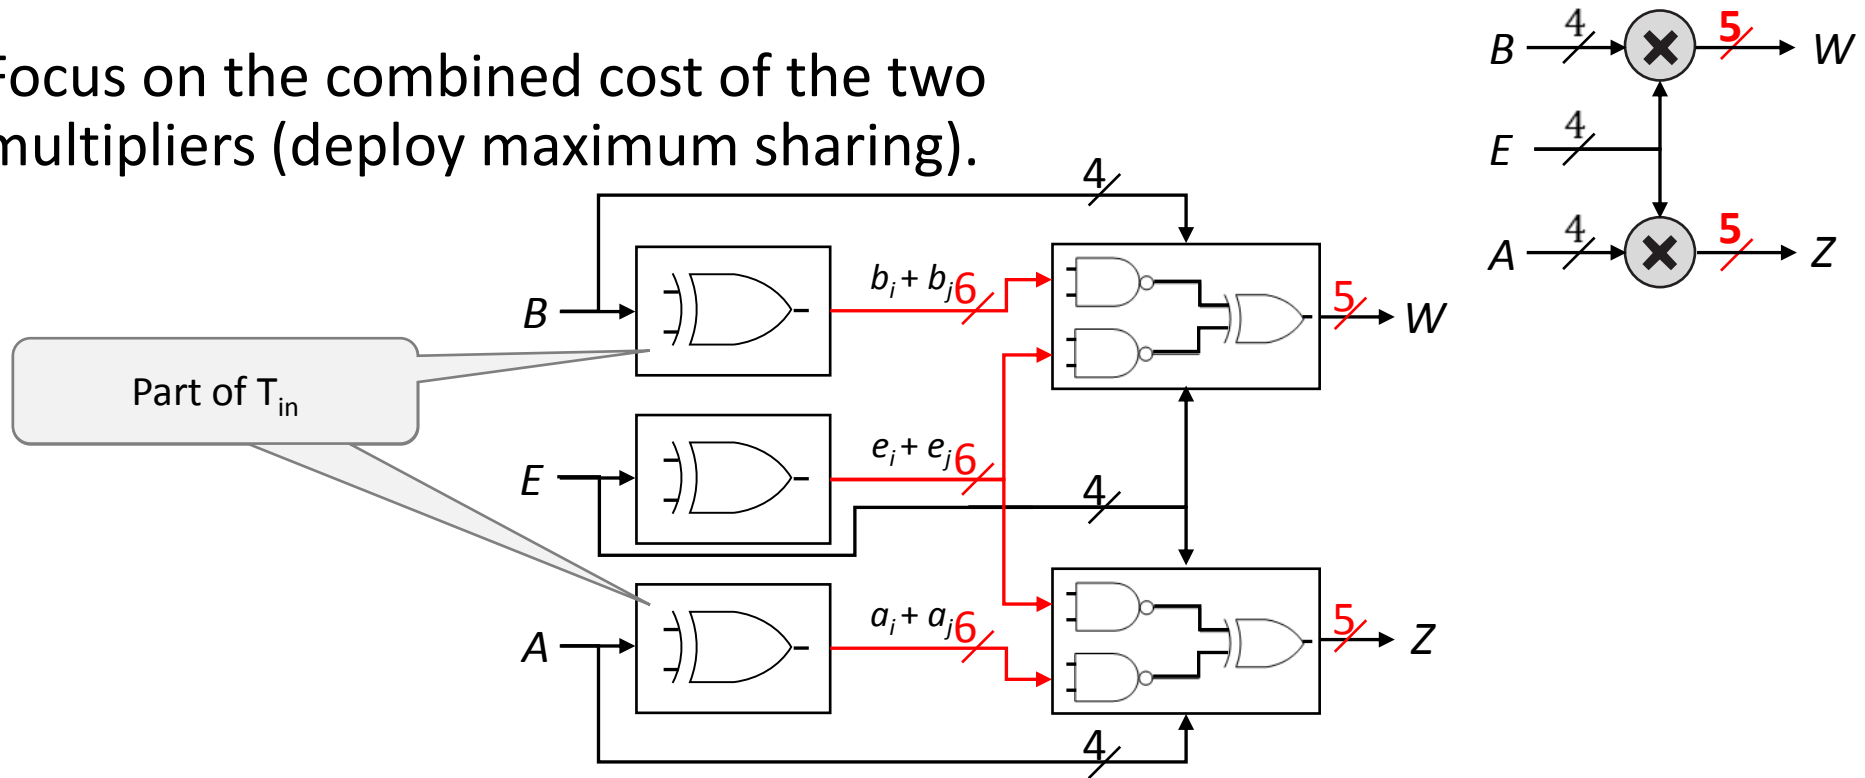 Focus on the combined cost of the two
multipliers (deploy maximum sharing).
B 4 5 W
E 4
A 4 5 Z
4
B b_i + b_j 6 5 W
Part of T_in
E e_i + e_j 6 4
A a_i + a_j 6 5 Z
4